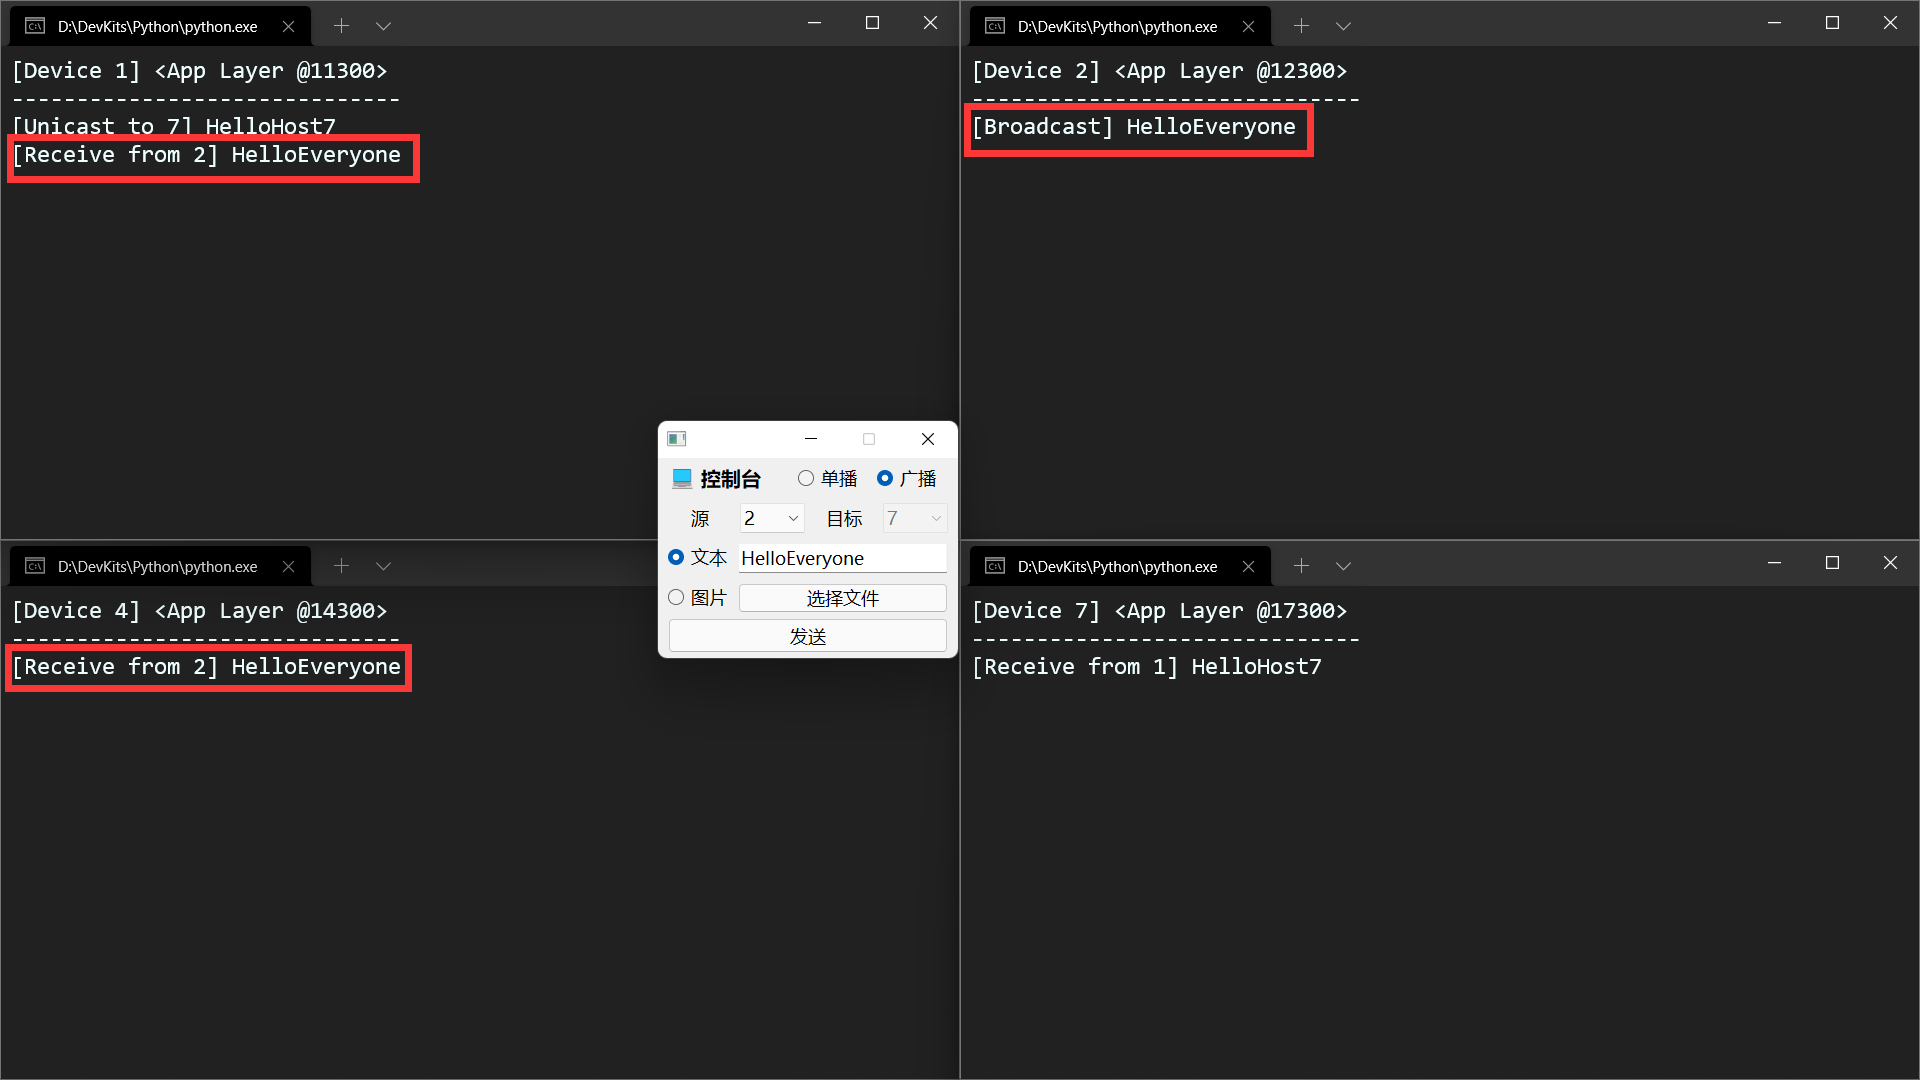 D:\DevKits\Python\python.exe
[Device 1] <App Layer @11300>
------------------------------
[Unicast to 7] HelloHost7
[Receive from 2] HelloEveryone
D:\DevKits\Python\python.exe
[Device 2] <App Layer @12300>
------------------------------
[Broadcast] HelloEveryone
控制台 单播 广播
源 2 目标 7
文本 HelloEveryone
图片 选择文件
发送
D:\DevKits\Python\python.exe
[Device 4] <App Layer @14300>
------------------------------
[Receive from 2] HelloEveryone
D:\DevKits\Python\python.exe
[Device 7] <App Layer @17300>
------------------------------
[Receive from 1] HelloHost7